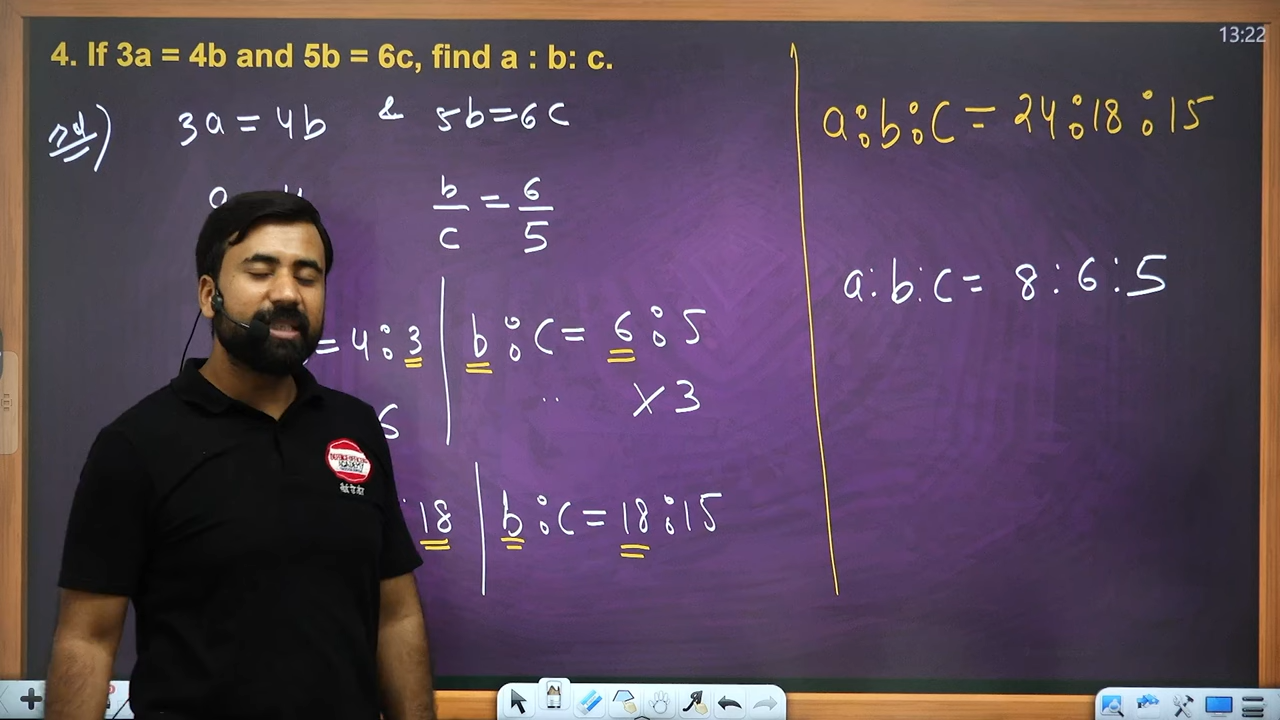 13:22
4. If 3a = 4b and 5b = 6c, find a : b: c.
3a = 4b & 5b = 6c
b/c = 6/5
= 4 : 3
b : c = 6 : 5
6
× 3
18
b : c = 18 : 15
a : b : c = 24 : 18 : 15
a : b : c = 8 : 6 : 5